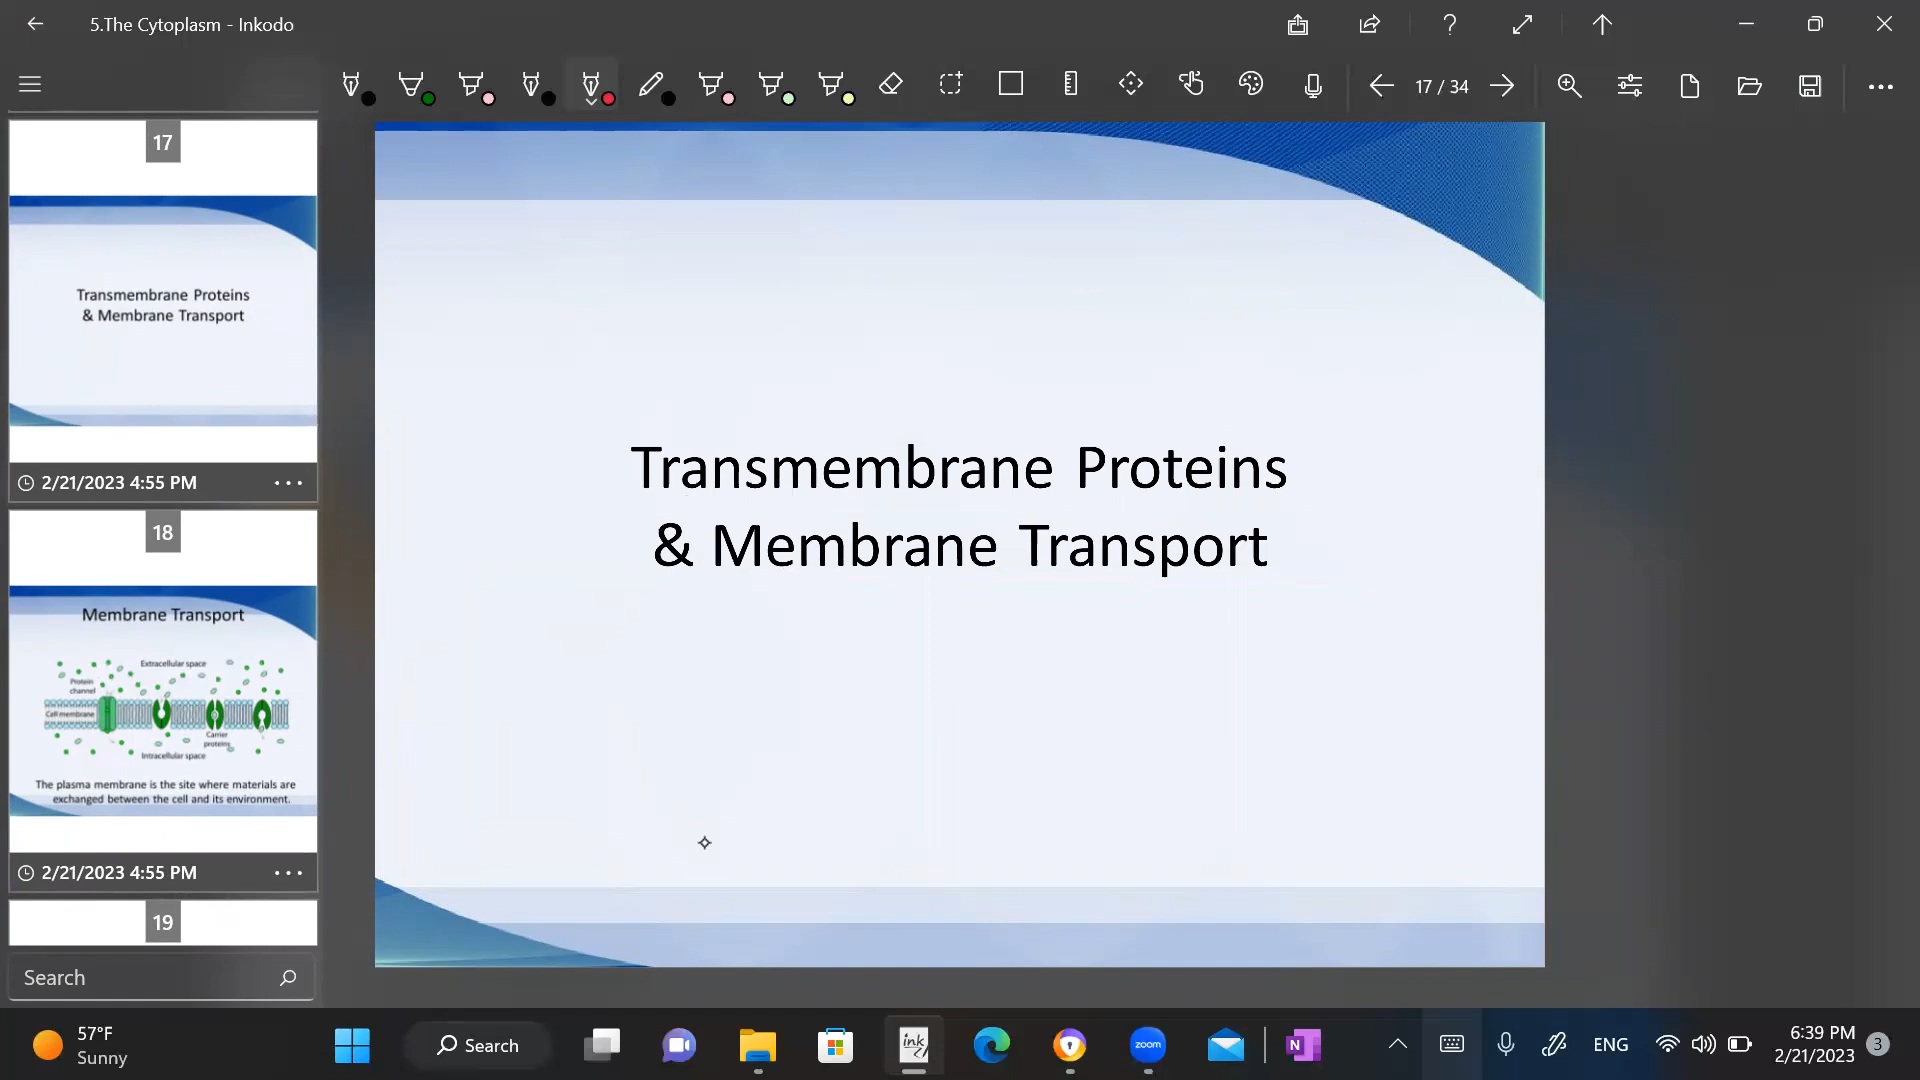 5.The Cytoplasm - Inkodo
17 / 34
17
Transmembrane Proteins
& Membrane Transport
2/21/2023 4:55 PM
18
Membrane Transport
Extracellular space
Protein
channel
Cell membrane
Carrier
proteins
Intracellular space
The plasma membrane is the site where materials are
exchanged between the cell and its environment.
2/21/2023 4:55 PM
19
Search
Transmembrane Proteins
& Membrane Transport
57°F
Sunny
Search
ink
zoom
N
ENG
6:39 PM
2/21/2023
3